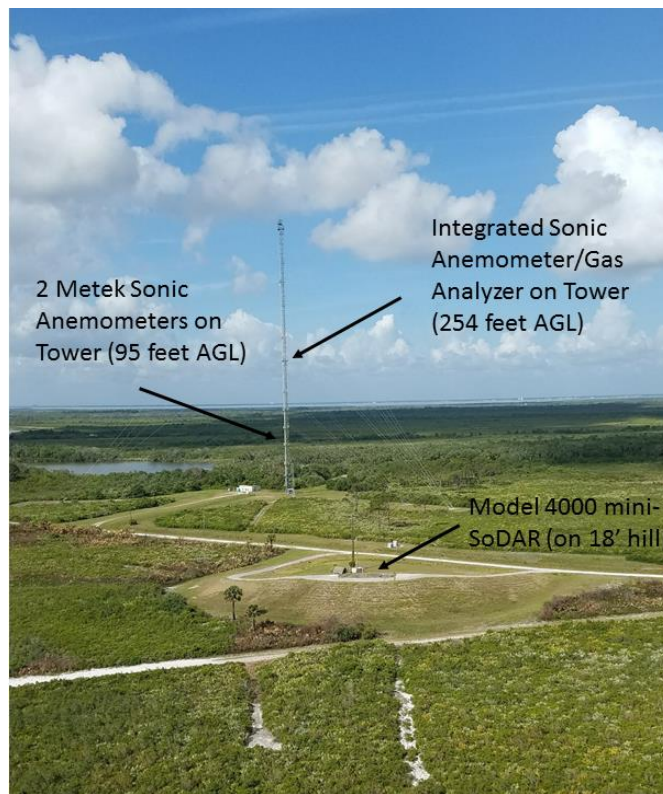 Integrated Sonic
Anemometer/Gas
Analyzer on Tower
(254 feet AGL)
2 Metek Sonic
Anemometers on
Tower (95 feet AGL)
Model 4000 mini-
SoDAR (on 18’ hill